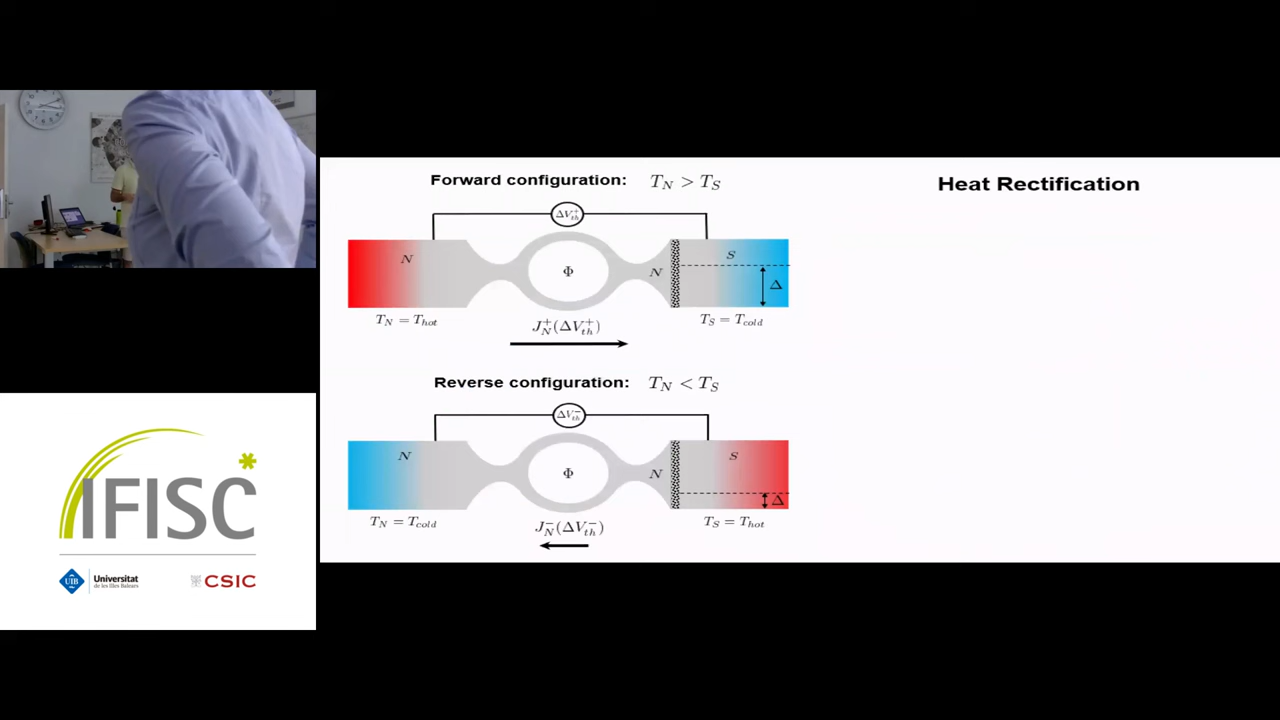 Forward configuration: T_N > T_S
Heat Rectification
ΔV_th^+
N
Φ
N
S
Δ
T_N = T_hot
J_N^+(ΔV_th^+)
T_S = T_cold
Reverse configuration: T_N < T_S
ΔV_th^-
N
Φ
N
S
Δ
T_N = T_cold
J_N^-(ΔV_th^-)
T_S = T_hot
IFISC
UIB
Universitat
de les Illes Balears
CSIC